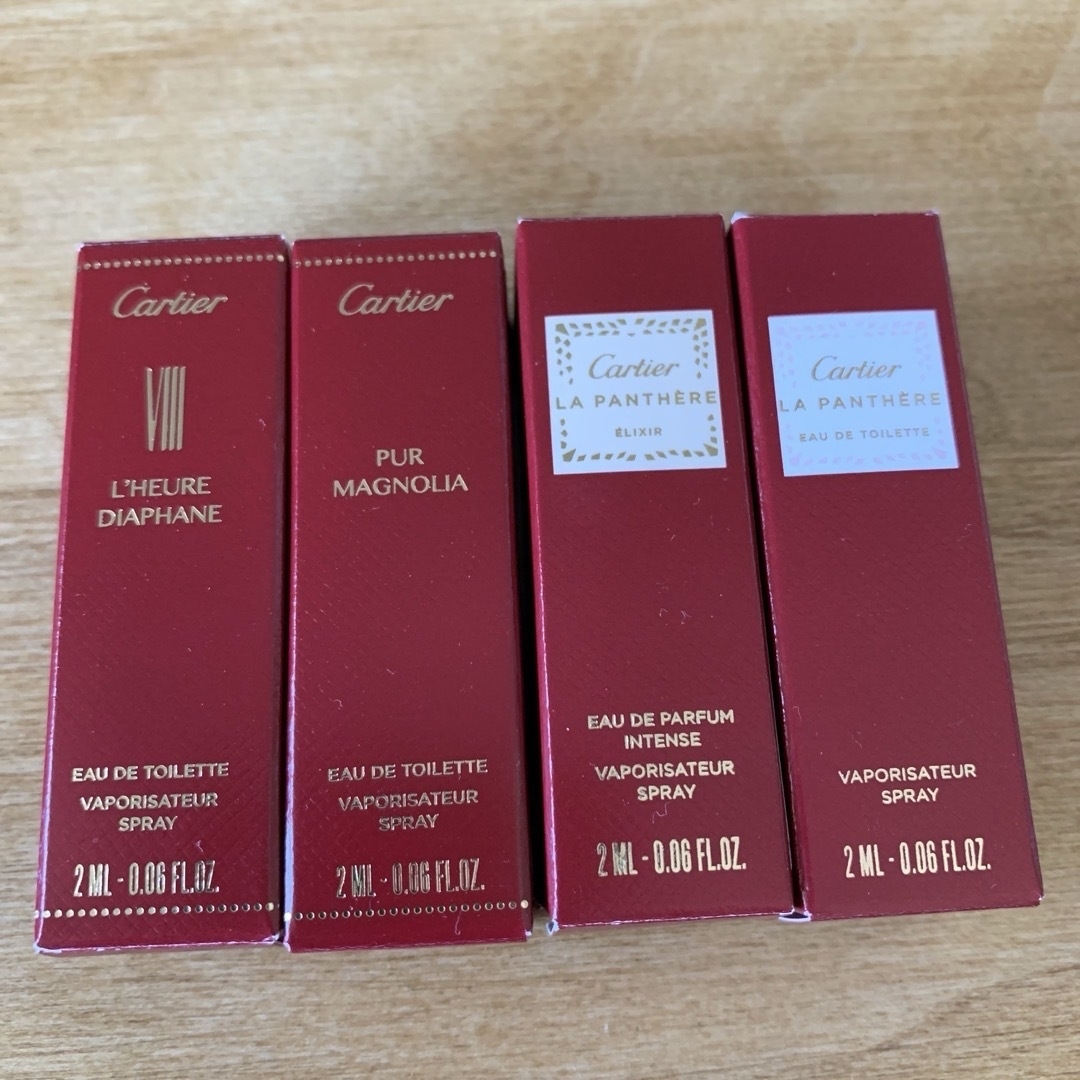 Cartier
VIII
L'HEURE
DIAPHANE
EAU DE TOILETTE
VAPORISATEUR
SPRAY
2 ML - 0.06 FL.OZ.
Cartier
PUR
MAGNOLIA
EAU DE TOILETTE
VAPORISATEUR
SPRAY
2 ML - 0.06 FL.OZ.
Cartier
LA PANTHÈRE
ÉLIXIR
EAU DE PARFUM
INTENSE
VAPORISATEUR
SPRAY
2 ML - 0.06 FL.OZ.
Cartier
LA PANTHÈRE
EAU DE TOILETTE
VAPORISATEUR
SPRAY
2 ML - 0.06 FL.OZ.